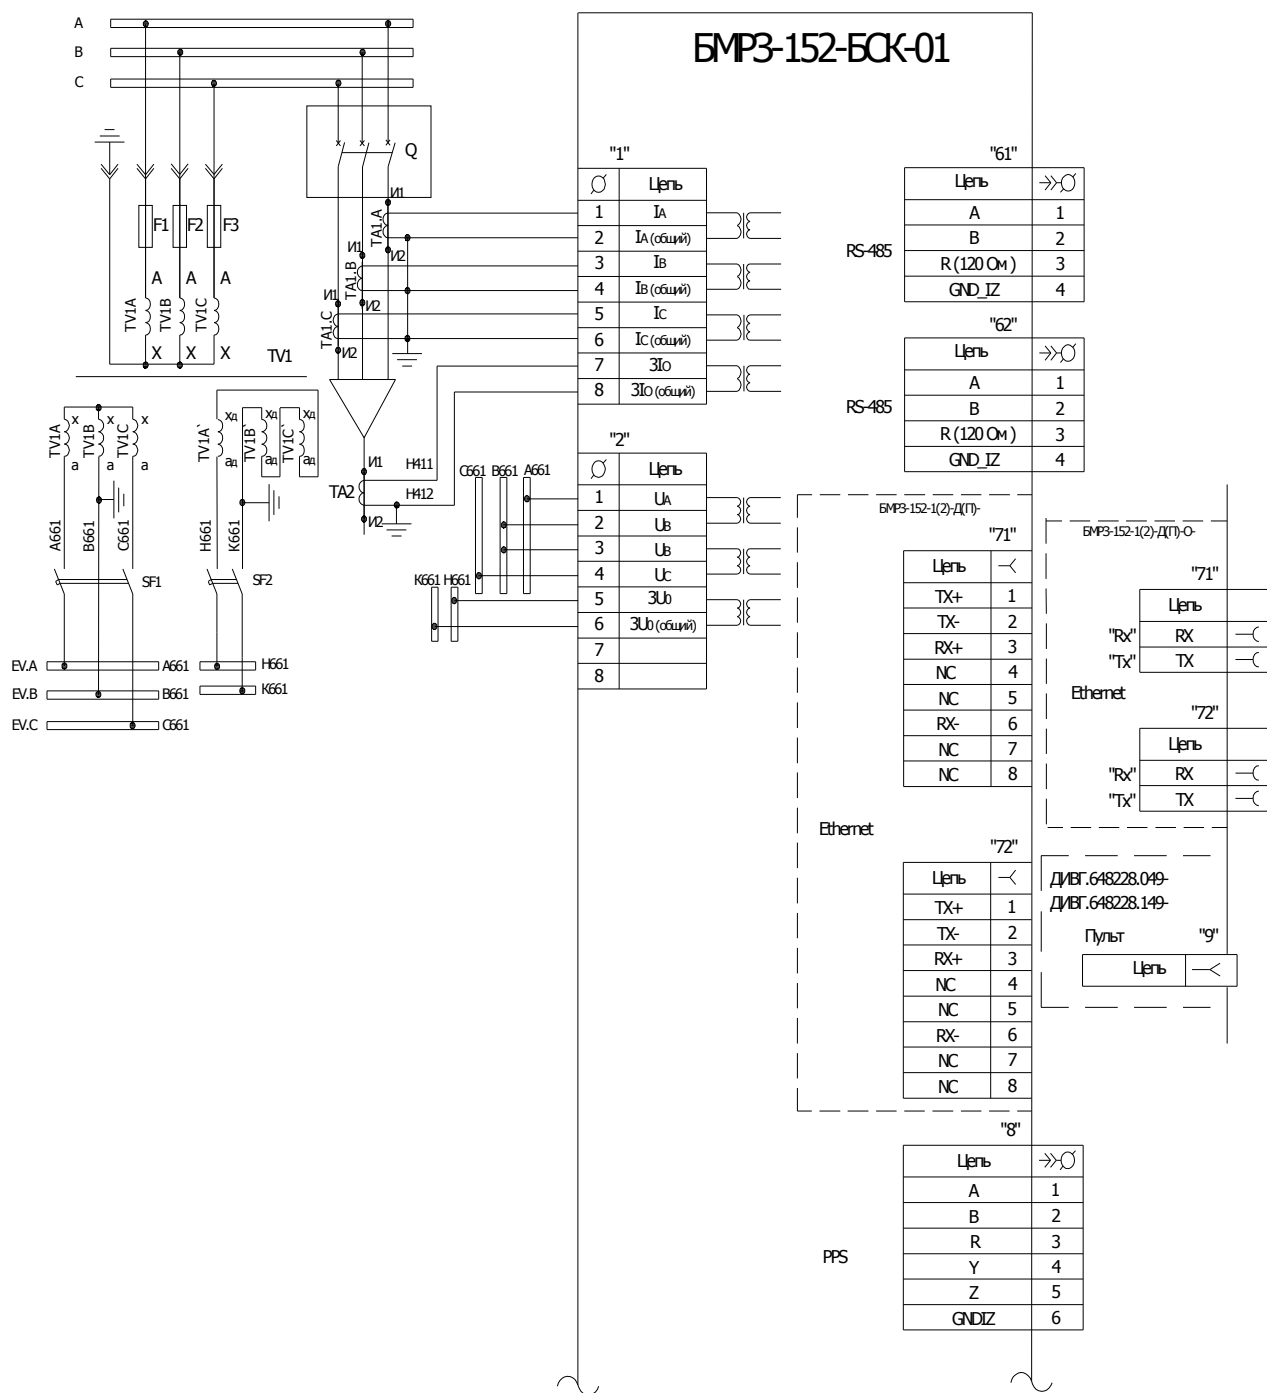 БМРЗ-152-БСК-01
A
B
C
Q
F1
F2
F3
A
A
A
TV1A
TV1B
TV1C
X
X
X
TV1
И1
TA1.A
И2
И1
TA1.B
И2
И1
TA1.C
И2
"1"
Цепь
1 IA
2 IA (общий)
3 IB
4 IB (общий)
5 IC
6 IC (общий)
7 3IO
8 3IO (общий)
"2"
Цепь
1 UA
2 UB
3 UB
4 UC
5 3U0
6 3U0 (общий)
7
8
И1
TA2
И2
H411
H412
C661 B661 A661
K661 H661
TV1A
TV1B
TV1C
x
x
x
a
a
a
TV1A`
TV1B`
TV1C`
xд
xд
xд
aд
aд
aд
A661
B661
C661
H661
K661
SF1
SF2
EV.A
A661
EV.B
B661
EV.C
C661
H661
K661
"61"
Цепь
RS-485
A 1
B 2
R (120 Ом) 3
GND_IZ 4
"62"
Цепь
RS-485
A 1
B 2
R (120 Ом) 3
GND_IZ 4
БМРЗ-152-1(2)-Д(П)-
"71"
Цепь
TX+ 1
TX- 2
RX+ 3
NC 4
NC 5
RX- 6
NC 7
NC 8
Ethernet
"72"
Цепь
TX+ 1
TX- 2
RX+ 3
NC 4
NC 5
RX- 6
NC 7
NC 8
БМРЗ-152-1(2)-Д(П)-О-
"71"
Цепь
"Rx" RX
"Tx" TX
Ethernet
"72"
Цепь
"Rx" RX
"Tx" TX
ДИВГ.648228.049-
ДИВГ.648228.149-
Пульт "9"
Цепь
"8"
Цепь
PPS
A 1
B 2
R 3
Y 4
Z 5
GNDIZ 6